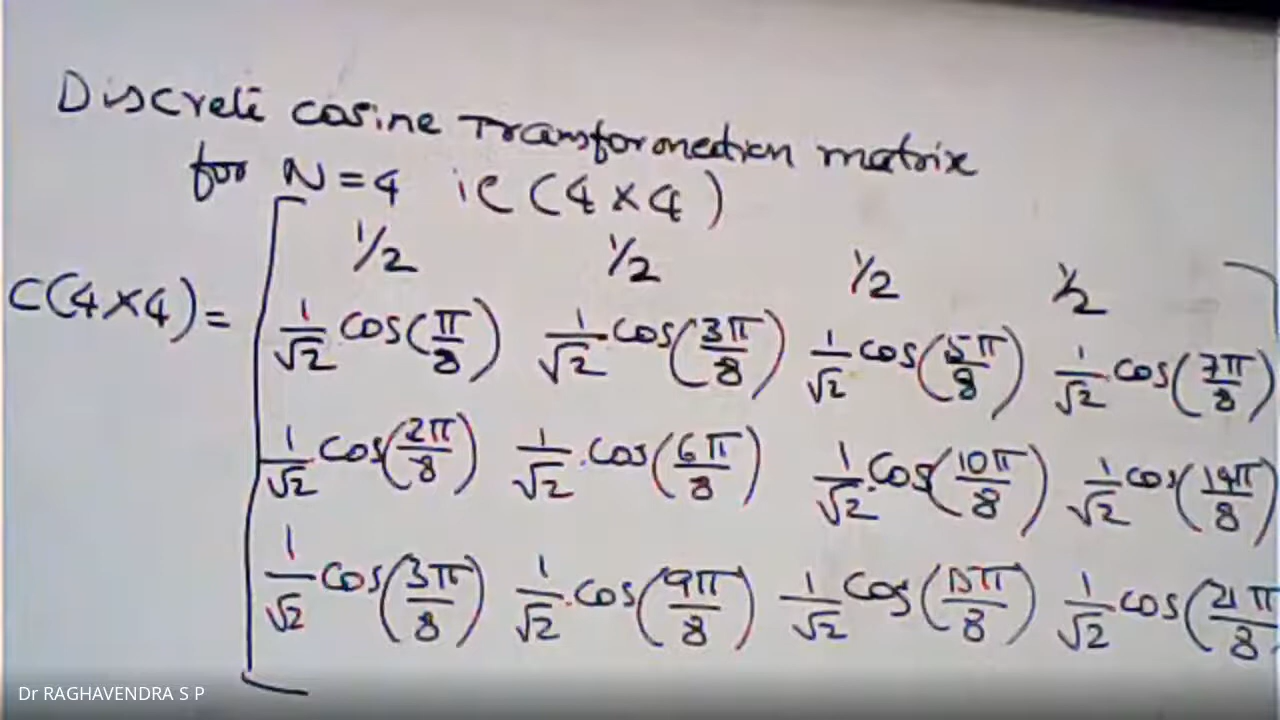 Discrete cosine Transformation matrix
for N=4 ie (4×4)
C(4×4)=
1/2 1/2 1/2 1/2
1/√2 cos(π/8) 1/√2 cos(3π/8) 1/√2 cos(5π/8) 1/√2 cos(7π/8)
1/√2 cos(2π/8) 1/√2 .cos(6π/8) 1/√2 .cos(10π/8) 1/√2 cos(14π/8)
1/√2 cos(3π/8) 1/√2 .cos(9π/8) 1/√2 cos(15π/8) 1/√2 cos(21π/8)
Dr RAGHAVENDRA S P